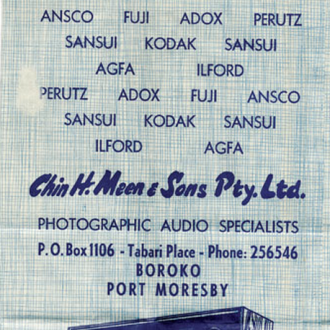 ANSCO FUJI ADOX PERUTZ
SANSUI KODAK SANSUI
AGFA ILFORD
PERUTZ ADOX FUJI ANSCO
SANSUI KODAK SANSUI
ILFORD AGFA
Chin H. Meen & Sons Pty. Ltd.
PHOTOGRAPHIC AUDIO SPECIALISTS
P. O. Box 1106 - Tabari Place - Phone: 256546
BOROKO
PORT MORESBY